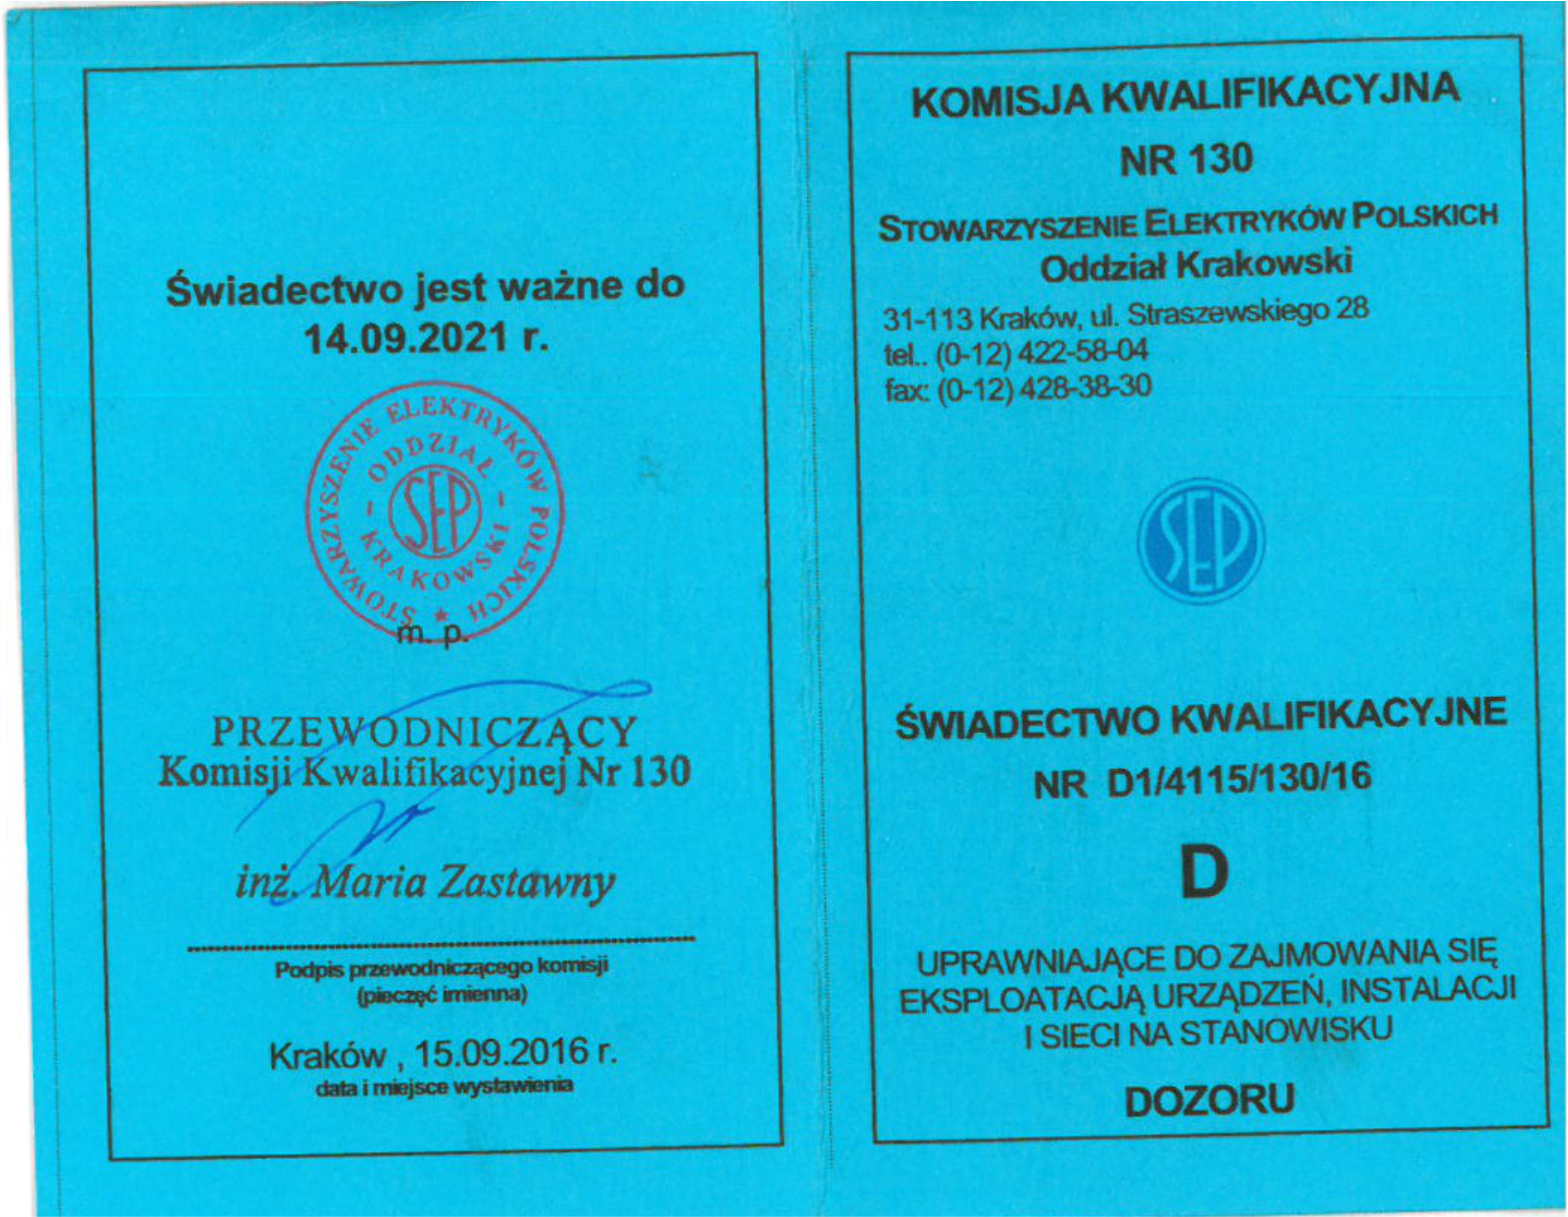 Świadectwo jest ważne do
14.09.2021 r.
STOWARZYSZENIE ELEKTRYKÓW POLSKICH
ODDZIAŁ
SEP
KRAKOWSKI
m. p.
PRZEWODNICZĄCY
Komisji Kwalifikacyjnej Nr 130
inż. Maria Zastawny
Podpis przewodniczącego komisji
(pieczęć imienna)
Kraków , 15.09.2016 r.
data i miejsce wystawienia
KOMISJA KWALIFIKACYJNA
NR 130
STOWARZYSZENIE ELEKTRYKÓW POLSKICH
Oddział Krakowski
31-113 Kraków, ul. Straszewskiego 28
tel.. (0-12) 422-58-04
fax: (0-12) 428-38-30
SEP
ŚWIADECTWO KWALIFIKACYJNE
NR D1/4115/130/16
D
UPRAWNIAJĄCE DO ZAJMOWANIA SIĘ
EKSPLOATACJĄ URZĄDZEŃ, INSTALACJI
I SIECI NA STANOWISKU
DOZORU